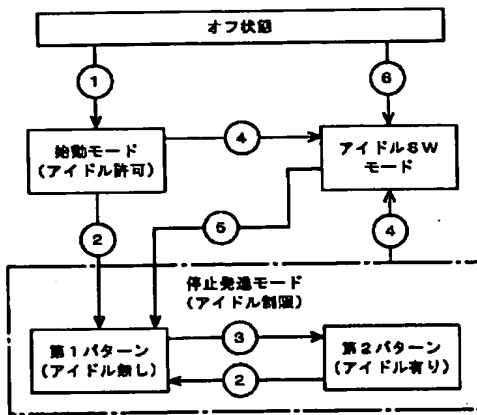 オフ状態
①
⑥
始動モード
(アイドル許可)
④
アイドルSW
モード
②
⑤
④
停止発進モード
(アイドル制限)
第1パターン
(アイドル無し)
③
第2パターン
(アイドル有り)
②